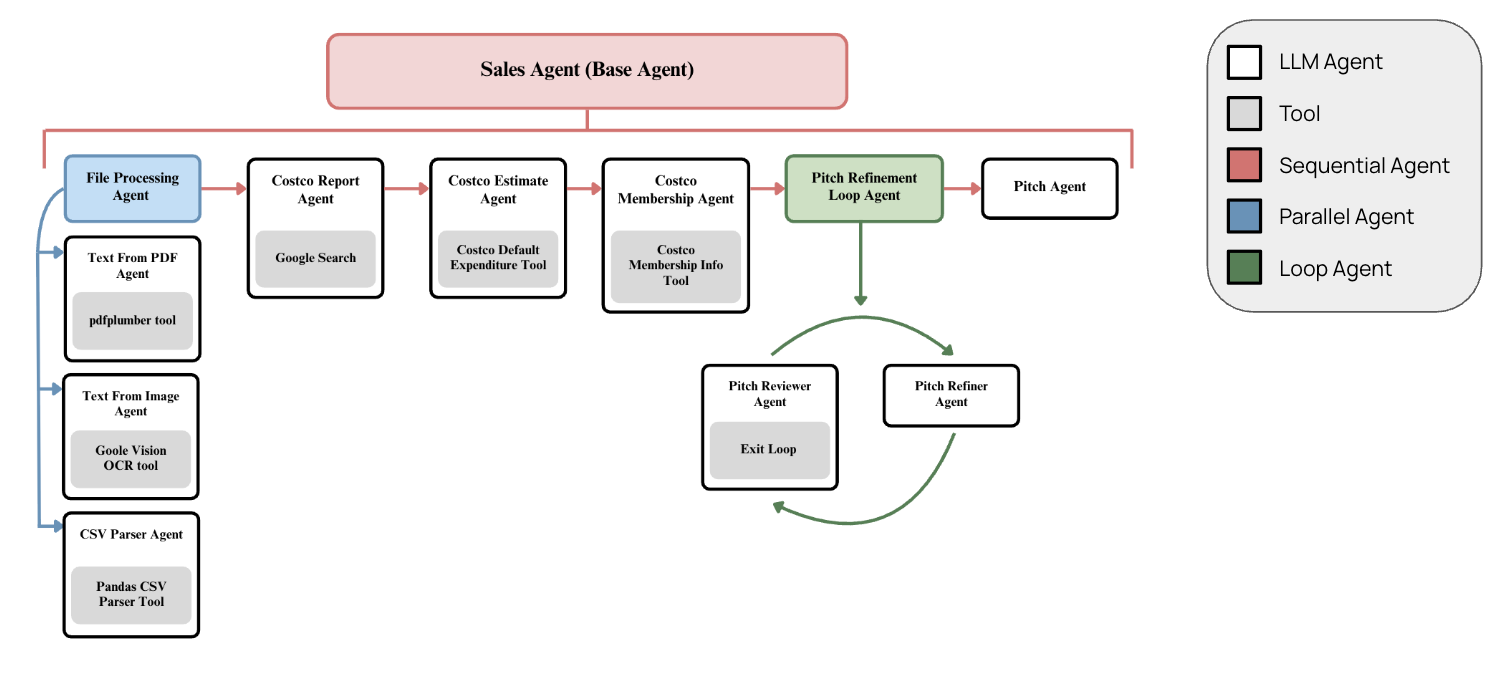 Sales Agent (Base Agent)
LLM Agent
Tool
Sequential Agent
Parallel Agent
Loop Agent
File Processing
Agent
Costco Report
Agent
Google Search
Costco Estimate
Agent
Costco Default
Expenditure Tool
Costco
Membership Agent
Costco
Membership Info
Tool
Pitch Refinement
Loop Agent
Pitch Agent
Text From PDF
Agent
pdfplumber tool
Text From Image
Agent
Goole Vision
OCR tool
CSV Parser Agent
Pandas CSV
Parser Tool
Pitch Reviewer
Agent
Exit Loop
Pitch Refiner
Agent